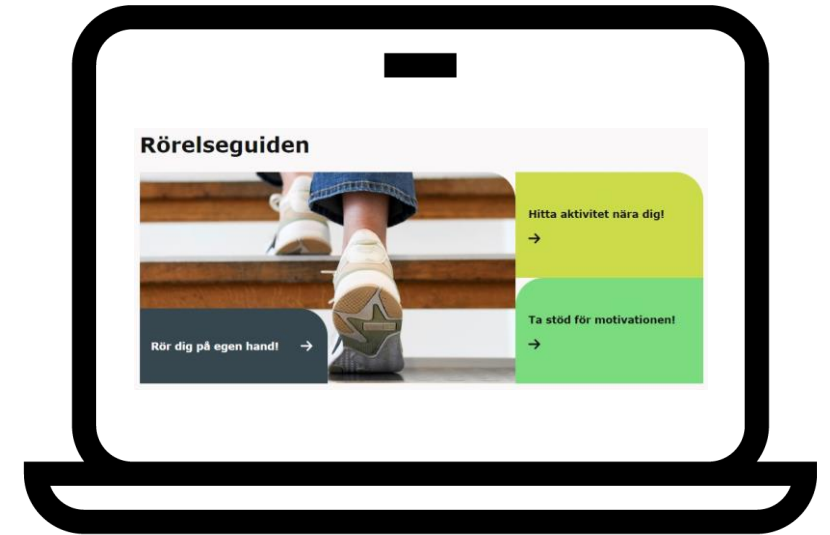 Rörelseguiden
Hitta aktivitet nära dig!
Ta stöd för motivationen!
Rör dig på egen hand!